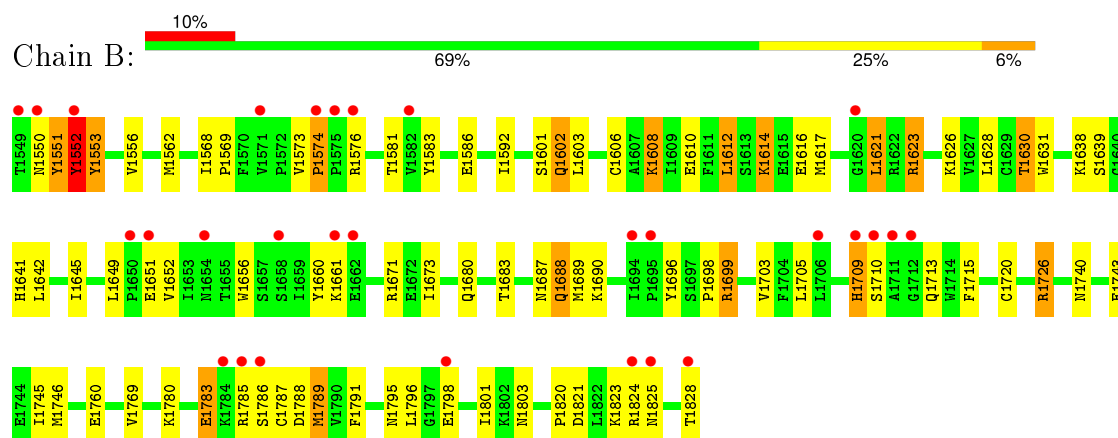 10%
Chain B:
69% 25% 6%
T1549 N1550 Y1551 Y1552 Y1553 V1556 M1562 I1568 P1569 F1570 V1571 P1572 V1573 P1574 P1575 R1576 T1581 V1582 Y1583 E1586 I1592 S1601 Q1602 L1603 C1606 A1607 K1608 I1609 E1610 F1611 L1612 S1613 K1614 E1615 E1616 M1617 G1620 L1621 R1622 R1623 K1626 V1627 L1628 C1629 T1630 W1631 K1638 S1639
H1641 L1642 I1645 L1649 P1650 E1651 V1652 I1653 N1654 T1655 W1656 S1657 S1658 I1659 Y1660 K1661 E1662 R1671 E1672 I1673 Q1680 T1683 N1687 Q1688 M1689 K1690 I1694 P1695 Y1696 S1697 P1698 R1699 V1703 F1704 L1705 L1706 H1709 S1710 A1711 G1712 Q1713 W1714 F1715 C1720 R1726 N1740
E1744 I1745 M1746 E1760 V1769 K1780 E1783 K1784 R1785 S1786 C1787 D1788 M1789 V1790 F1791 N1795 L1796 G1797 E1798 I1801 K1802 N1803 P1820 D1821 L1822 K1823 R1824 N1825 T1828